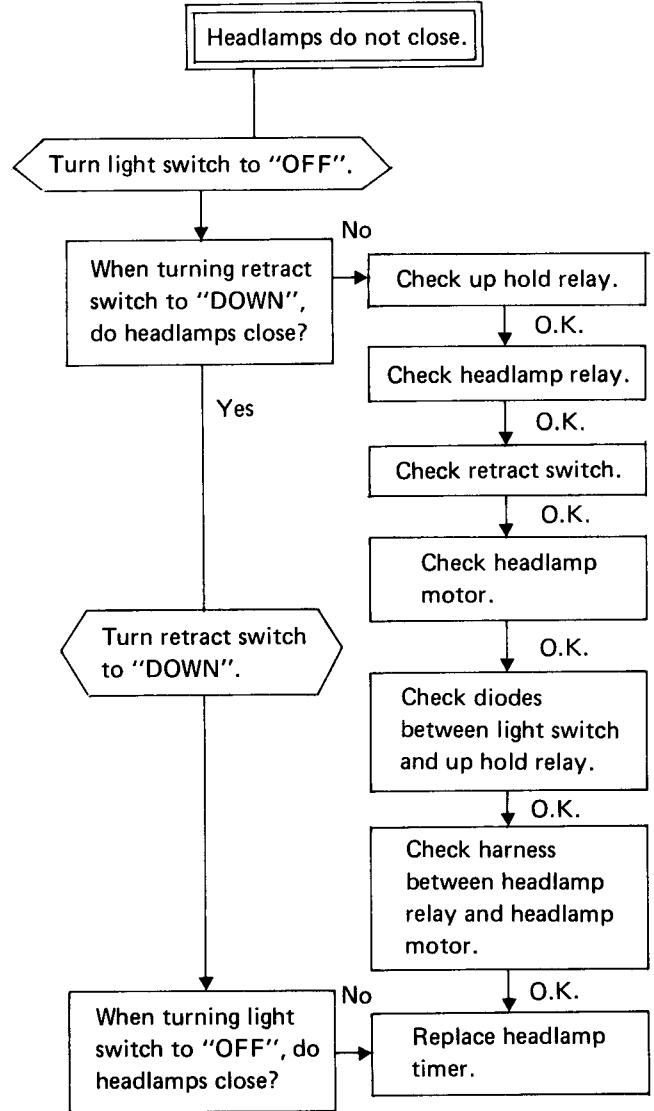 Headlamps do not close.
Turn light switch to “OFF”.
When turning retract
switch to “DOWN”,
do headlamps close?
No
Check up hold relay.
O.K.
Check headlamp relay.
O.K.
Check retract switch.
O.K.
Check headlamp
motor.
O.K.
Check diodes
between light switch
and up hold relay.
O.K.
Check harness
between headlamp
relay and headlamp
motor.
O.K.
Yes
Turn retract switch
to “DOWN”.
When turning light
switch to “OFF”, do
headlamps close?
No
Replace headlamp
timer.